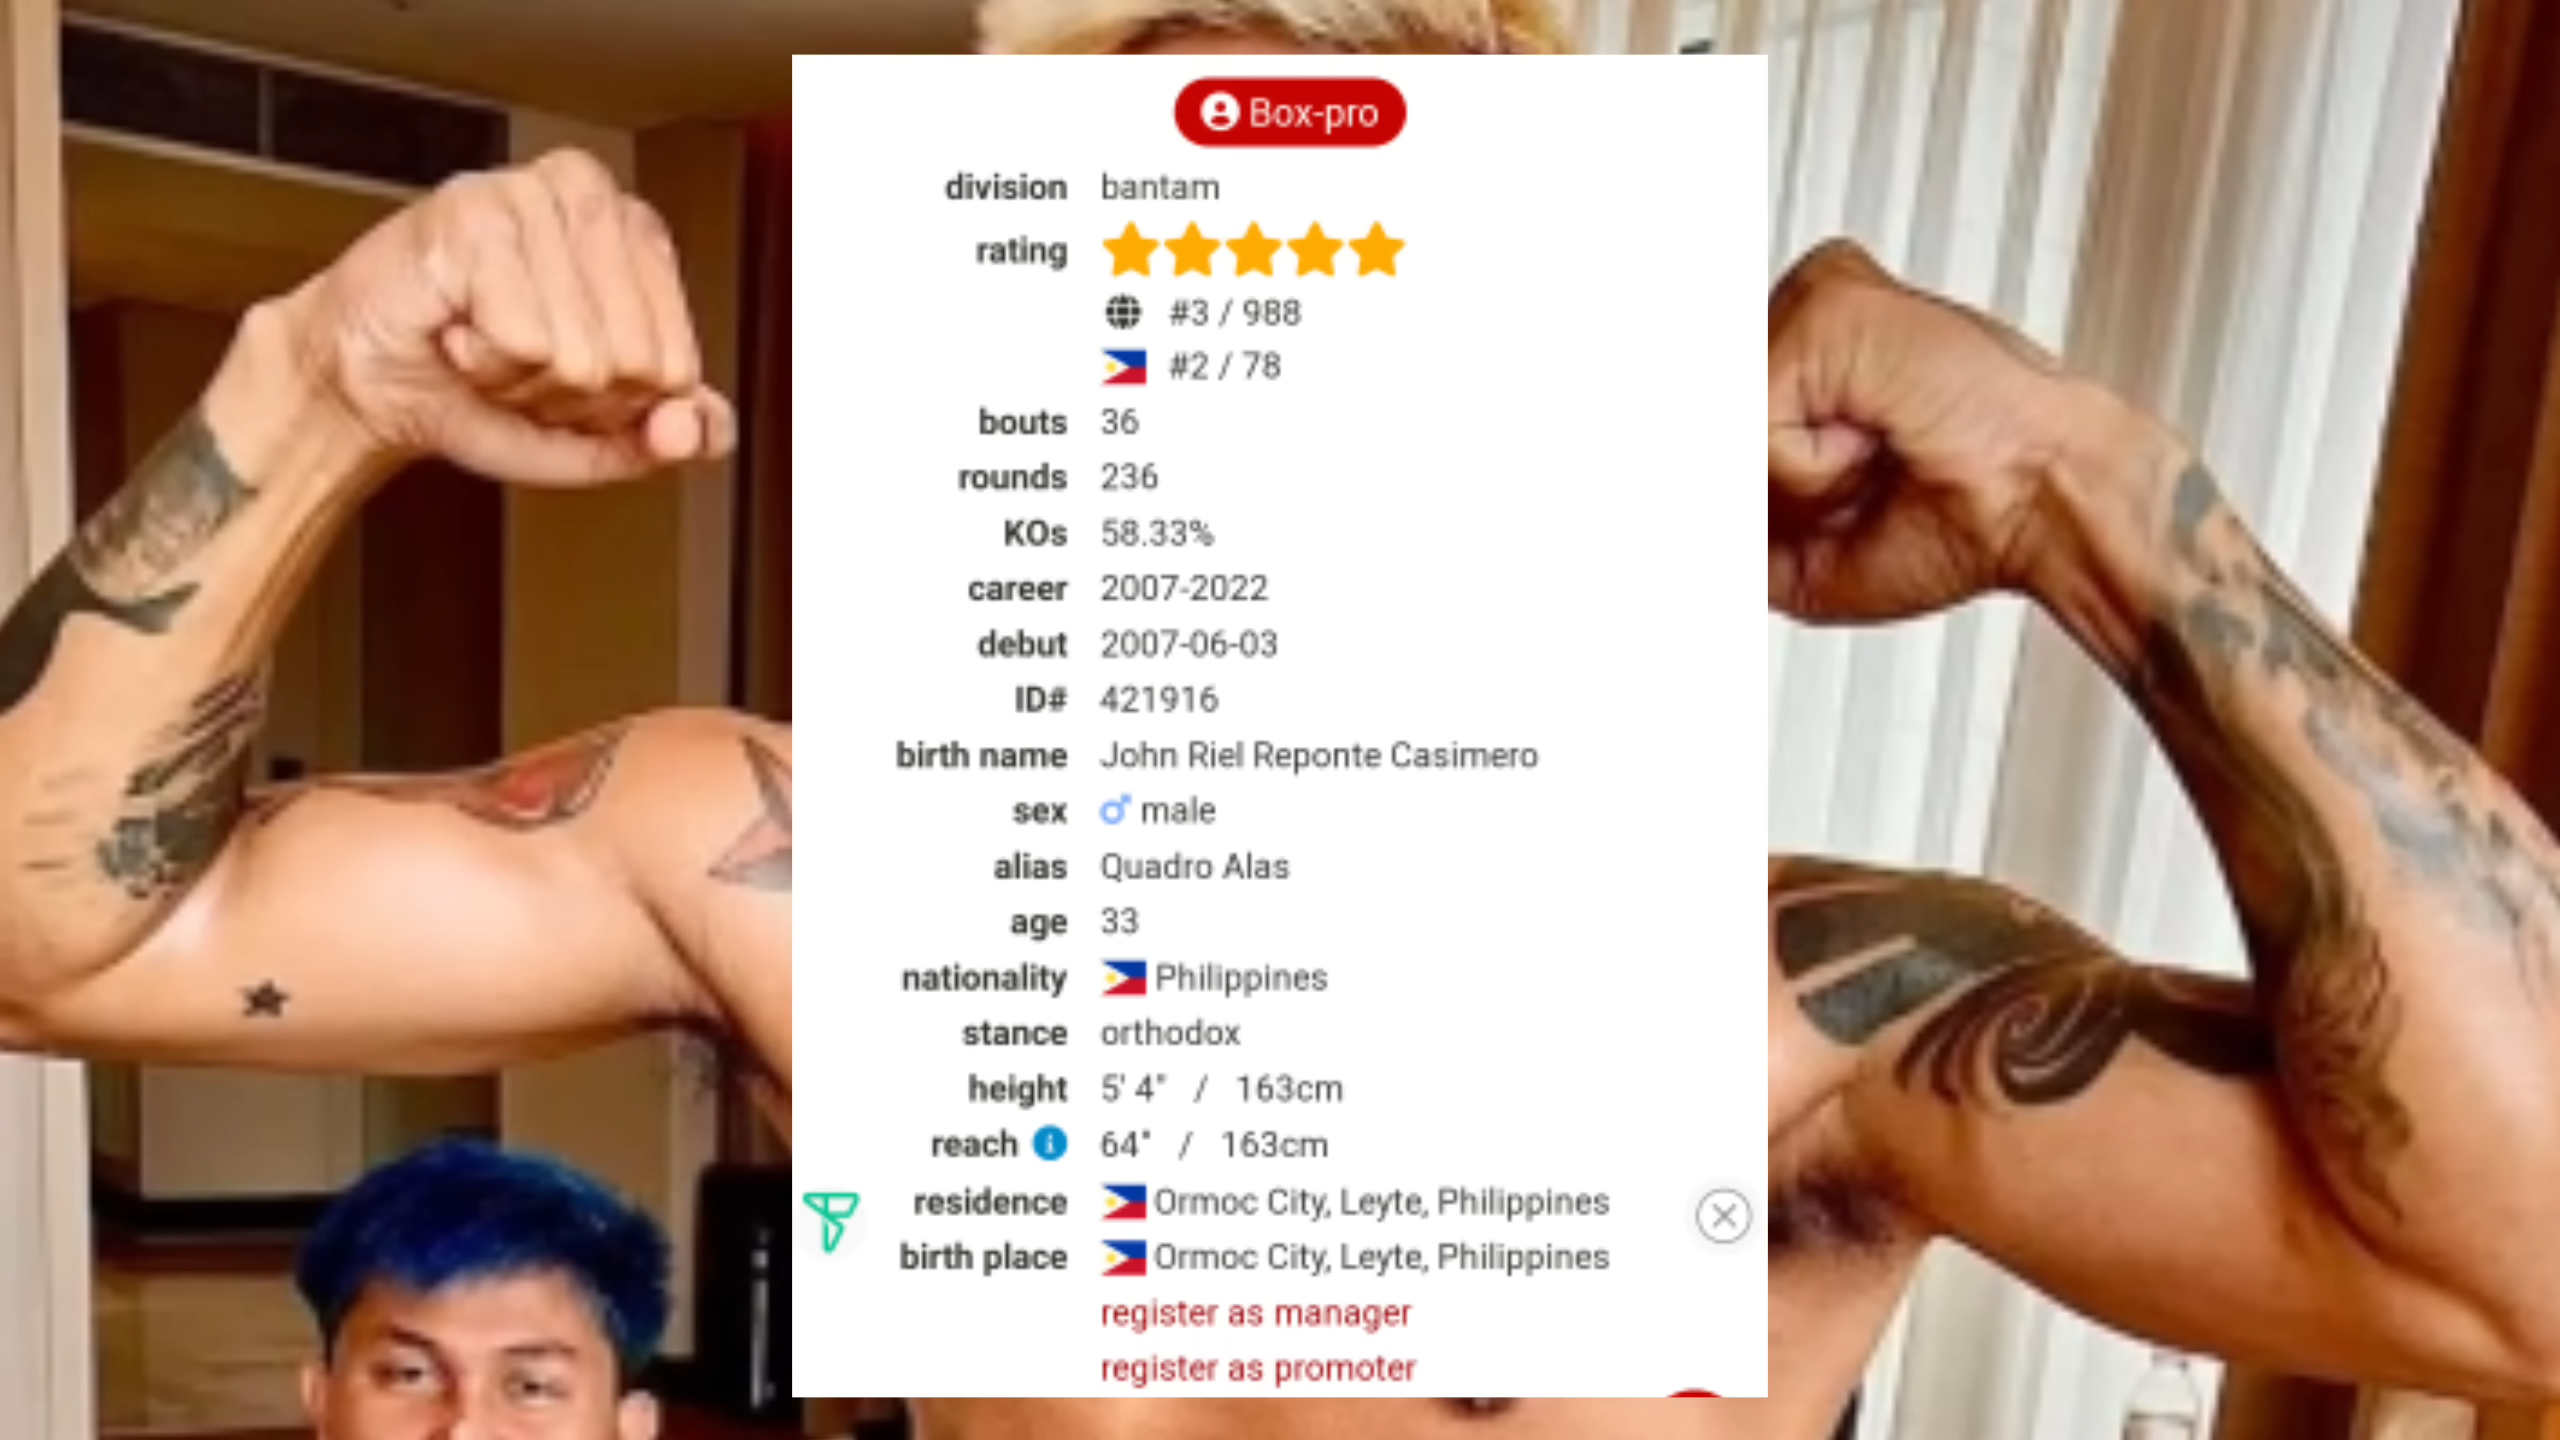 Box-pro
division bantam
rating
#3 / 988
#2 / 78
bouts 36
rounds 236
KOs 58.33%
career 2007-2022
debut 2007-06-03
ID# 421916
birth name John Riel Reponte Casimero
sex male
alias Quadro Alas
age 33
nationality Philippines
stance orthodox
height 5' 4" / 163cm
reach 64" / 163cm
residence Ormoc City, Leyte, Philippines
birth place Ormoc City, Leyte, Philippines
register as manager
register as promoter